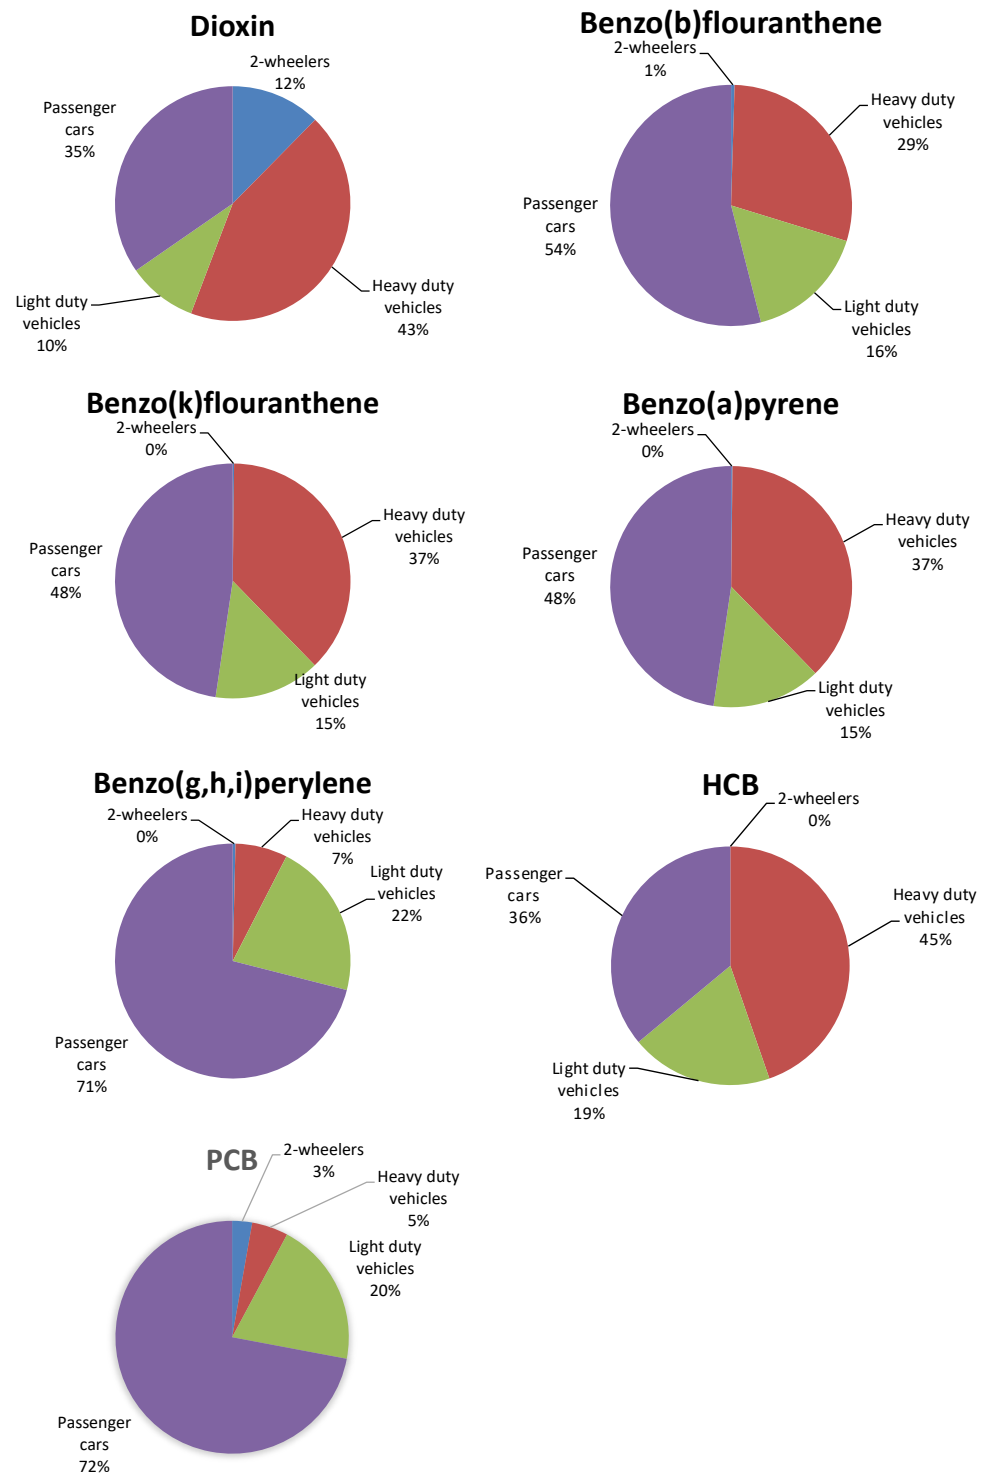 Dioxin
2-wheelers
12%
Passenger
cars
35%
Heavy duty
vehicles
43%
Light duty
vehicles
10%
Benzo(b)flouranthene
2-wheelers
1%
Heavy duty
vehicles
29%
Passenger
cars
54%
Light duty
vehicles
16%
Benzo(k)flouranthene
2-wheelers
0%
Heavy duty
vehicles
37%
Passenger
cars
48%
Light duty
vehicles
15%
Benzo(a)pyrene
2-wheelers
0%
Heavy duty
vehicles
37%
Passenger
cars
48%
Light duty
vehicles
15%
Benzo(g,h,i)perylene
2-wheelers
0%
Heavy duty
vehicles
7%
Light duty
vehicles
22%
Passenger
cars
71%
HCB
2-wheelers
0%
Passenger
cars
36%
Heavy duty
vehicles
45%
Light duty
vehicles
19%
PCB
2-wheelers
3%
Heavy duty
vehicles
5%
Light duty
vehicles
20%
Passenger
cars
72%